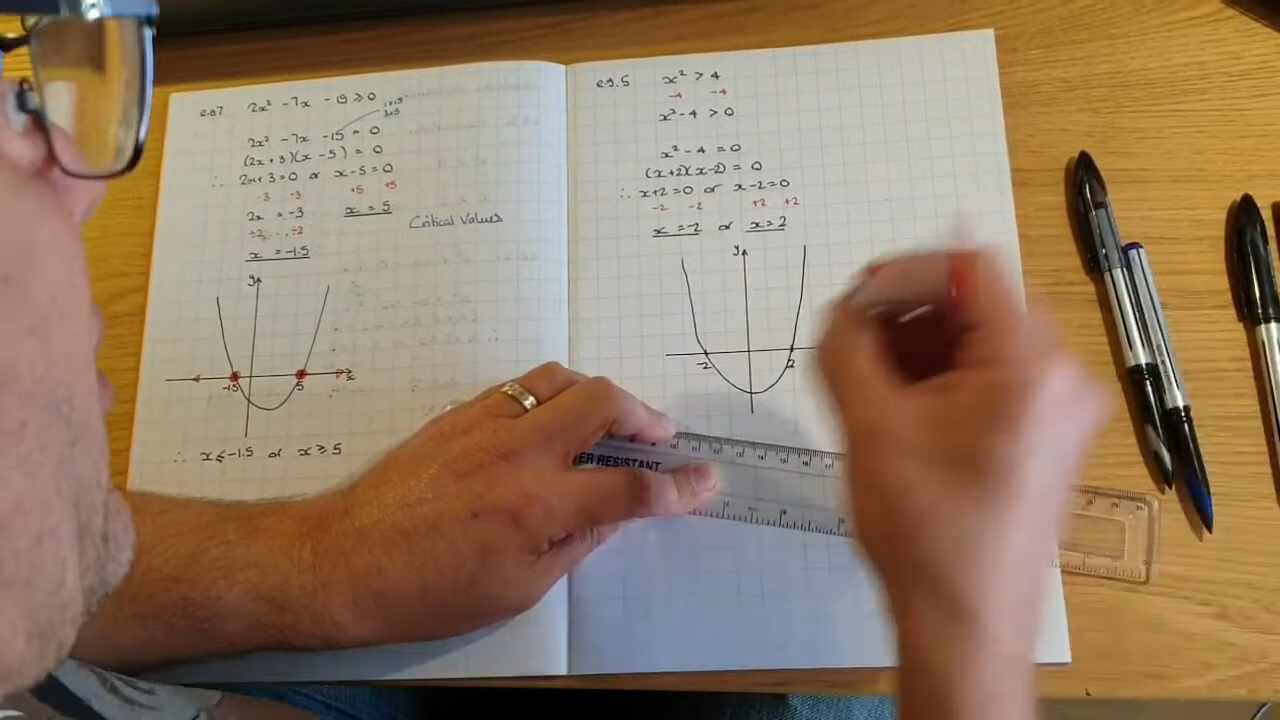 e.g 7 2x² - 7x - 15 ≥ 0
1x15
3x5
2x² - 7x - 15 = 0
(2x + 3)(x - 5) = 0
∴ 2x + 3 = 0 or x - 5 = 0
-3 -3 +5 +5
2x = -3 x = 5
÷2 ÷2
Critical Values
x = -1.5
y
x
-1.5 5
∴ x ≤ -1.5 or x ≥ 5
e.g. 5 x² > 4
-4 -4
x² - 4 > 0
x² - 4 = 0
(x+2)(x-2) = 0
∴ x+2=0 or x-2=0
-2 -2 +2 +2
x = -2 or x = 2
y
-2 2
ER RESISTANT